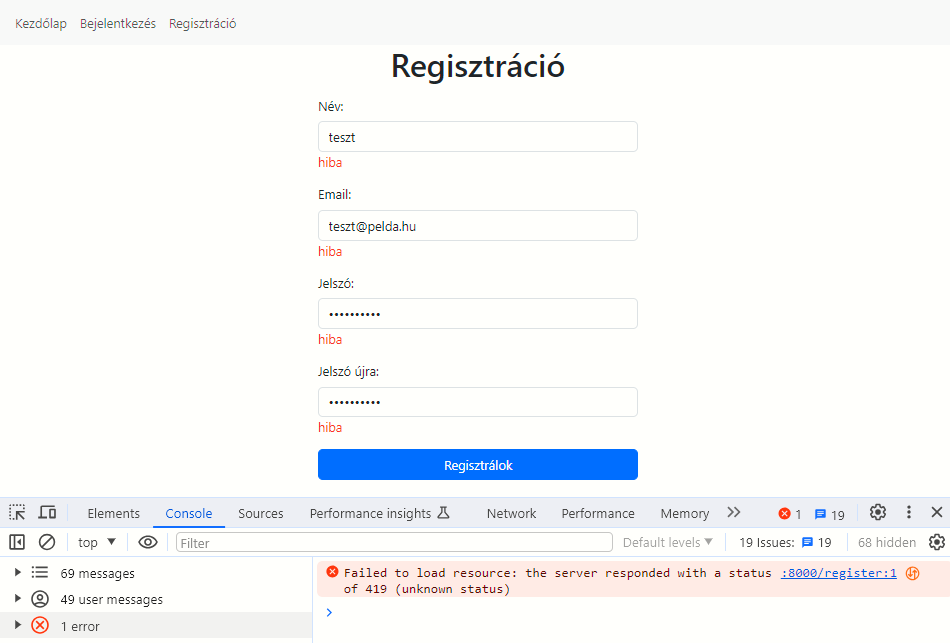 Kezdőlap Bejelentkezés Regisztráció
Regisztráció
Név:
teszt
hiba
Email:
teszt@pelda.hu
hiba
Jelszó:
••••••••••
hiba
Jelszó újra:
••••••••••
hiba
Regisztrálok
Elements Console Sources Performance insights Network Performance Memory 1 19
top Filter Default levels 19 Issues: 19 68 hidden
69 messages
49 user messages
1 error
Failed to load resource: the server responded with a status :8000/register:1
of 419 (unknown status)